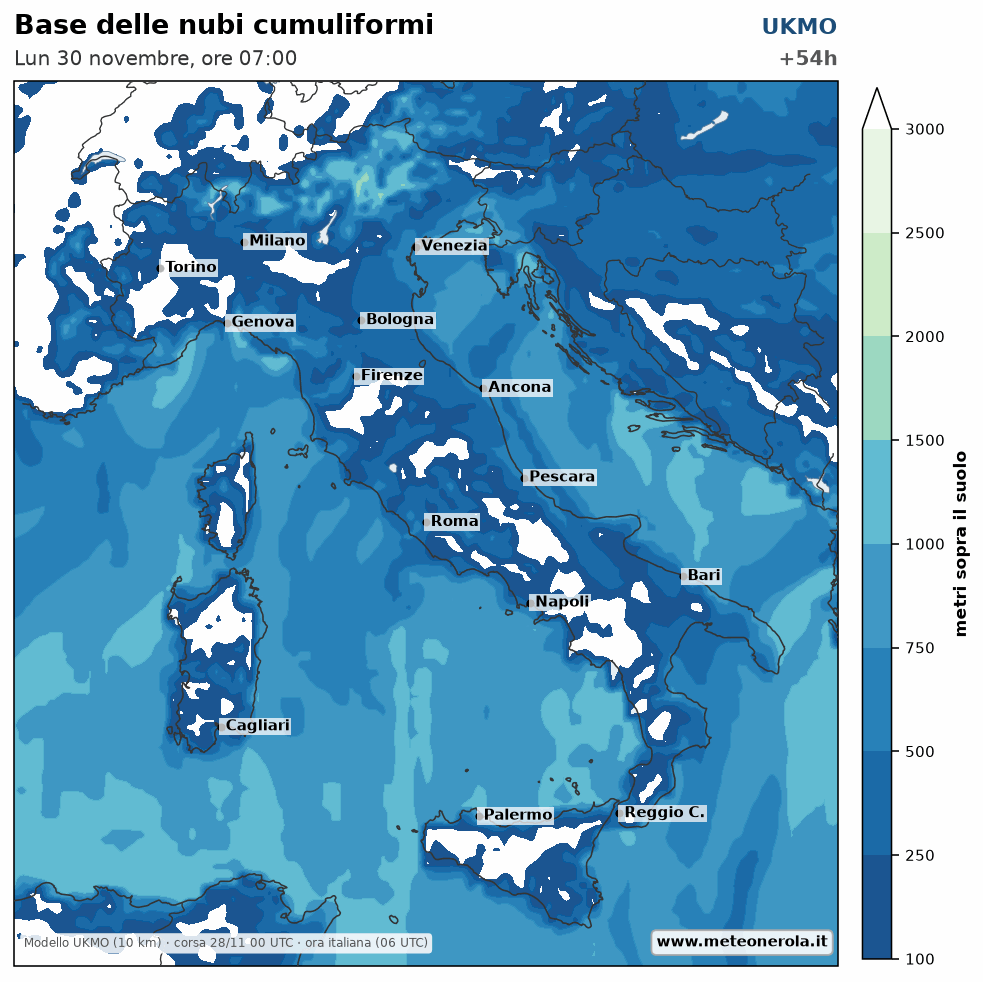 Base delle nubi cumuliformi
UKMO
Lun 30 novembre, ore 07:00
+54h
3000
2500
2000
1500
1000
750
500
250
100
metri sopra il suolo
Milano
Venezia
Torino
Genova
Bologna
Firenze
Ancona
Pescara
Roma
Bari
Napoli
Cagliari
Palermo
Reggio C.
Modello UKMO (10 km) · corsa 28/11 00 UTC · ora italiana (06 UTC)
www.meteonerola.it